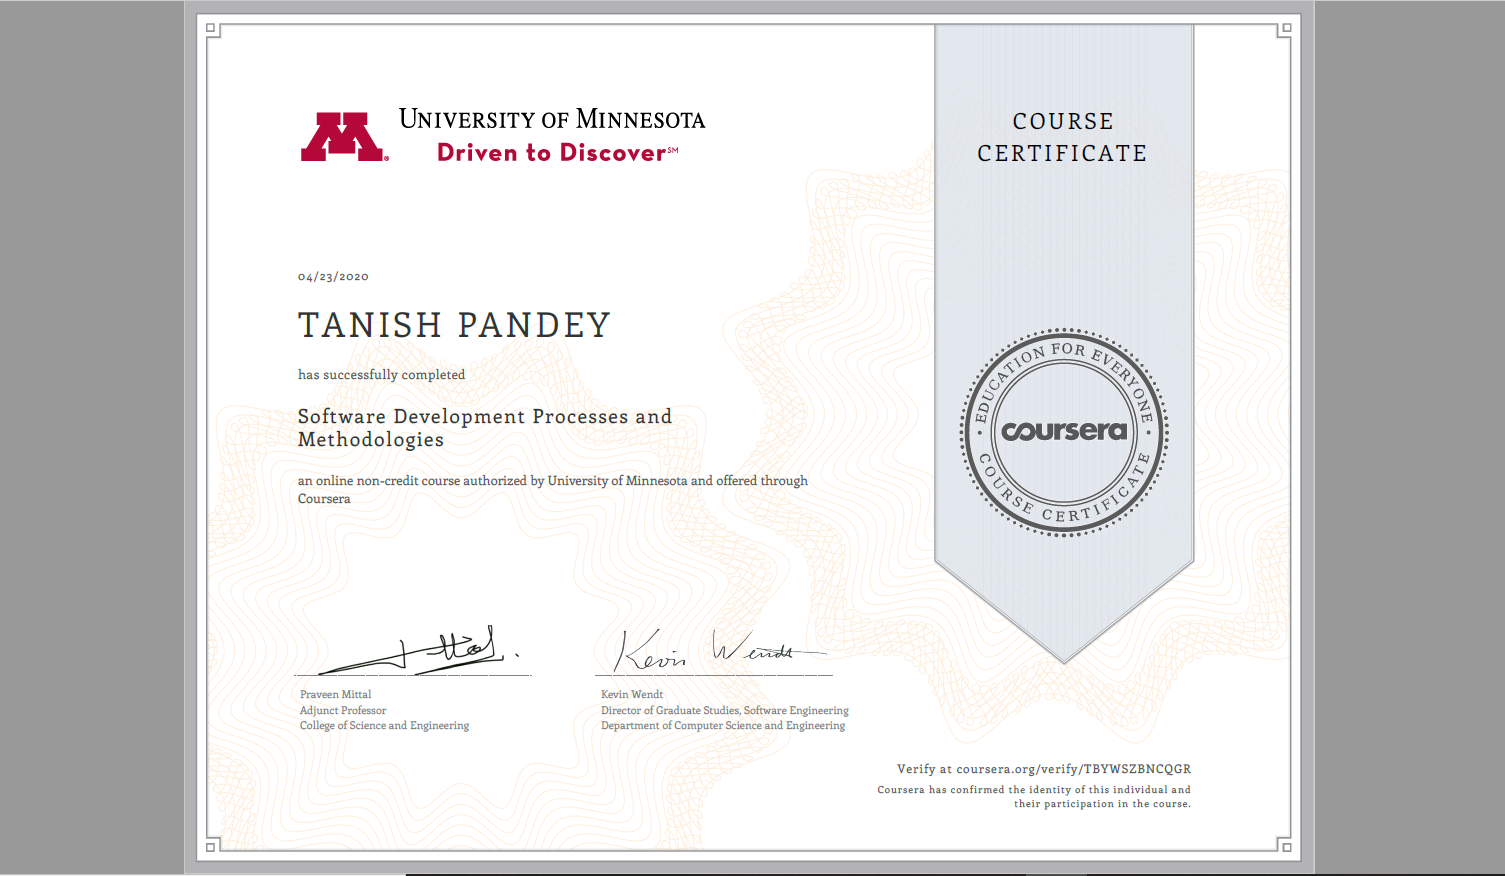 UNIVERSITY OF MINNESOTA
Driven to Discover℠
COURSE
CERTIFICATE
04/23/2020
TANISH PANDEY
has successfully completed
Software Development Processes and
Methodologies
an online non-credit course authorized by University of Minnesota and offered through
Coursera
EDUCATION FOR EVERYONE
coursera
COURSE CERTIFICATE
Kevin Wendt
Praveen Mittal
Adjunct Professor
College of Science and Engineering
Kevin Wendt
Director of Graduate Studies, Software Engineering
Department of Computer Science and Engineering
Verify at coursera.org/verify/TBYWSZBNCQGR
Coursera has confirmed the identity of this individual and
their participation in the course.